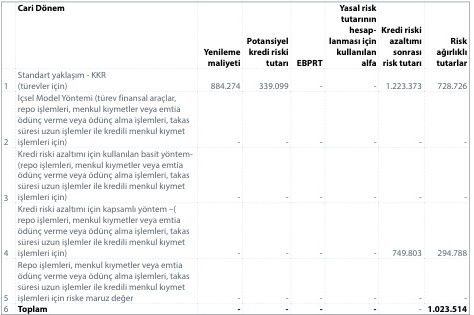 Cari Dönem
Yenileme maliyeti
Potansiyel kredi riski tutarı
EBPRT
Yasal risk tutarının hesap-lanması için kullanılan alfa
Kredi riski azaltımı sonrası risk tutarı
Risk ağırlıklı tutarlar
Standart yaklaşım - KKR
1 (türevler için) 884.274 339.099 - - 1.223.373 728.726
İçsel Model Yöntemi (türev finansal araçlar,
repo işlemleri, menkul kıymetler veya emtia
ödünç verme veya ödünç alma işlemleri, takas
süresi uzun işlemler ile kredili menkul kıymet
2 işlemleri için) - - - - - -
Kredi riski azaltımı için kullanılan basit yöntem-
(repo işlemleri, menkul kıymetler veya emtia
ödünç verme veya ödünç alma işlemleri, takas
süresi uzun işlemler ile kredili menkul kıymet
3 işlemleri için) - - - - - -
Kredi riski azaltımı için kapsamlı yöntem –(
repo işlemleri, menkul kıymetler veya emtia
ödünç verme veya ödünç alma işlemleri, takas
süresi uzun işlemler ile kredili menkul kıymet
4 işlemleri için) - - - - 749.803 294.788
Repo işlemleri, menkul kıymetler veya emtia
ödünç verme veya ödünç alma işlemleri, takas
süresi uzun işlemler ile kredili menkul kıymet
5 işlemleri için riske maruz değer - - - - - -
6 Toplam - - - - - 1.023.514